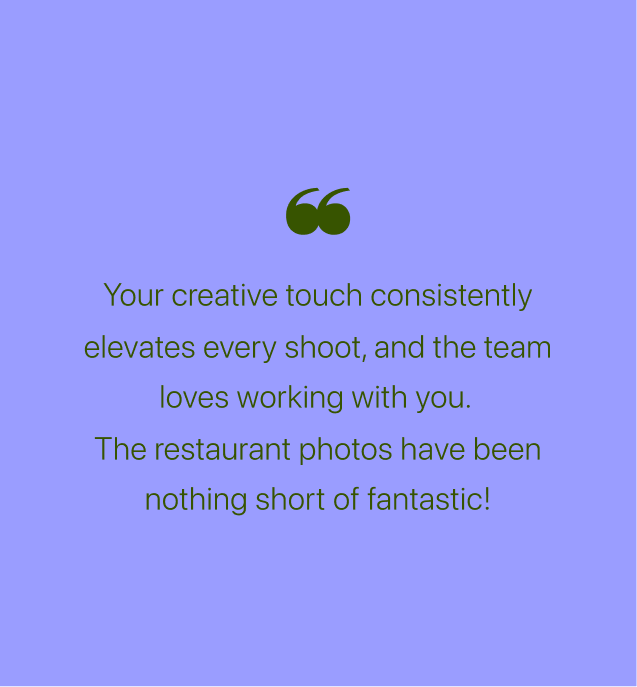 ❝
Your creative touch consistently
elevates every shoot, and the team
loves working with you.
The restaurant photos have been
nothing short of fantastic!